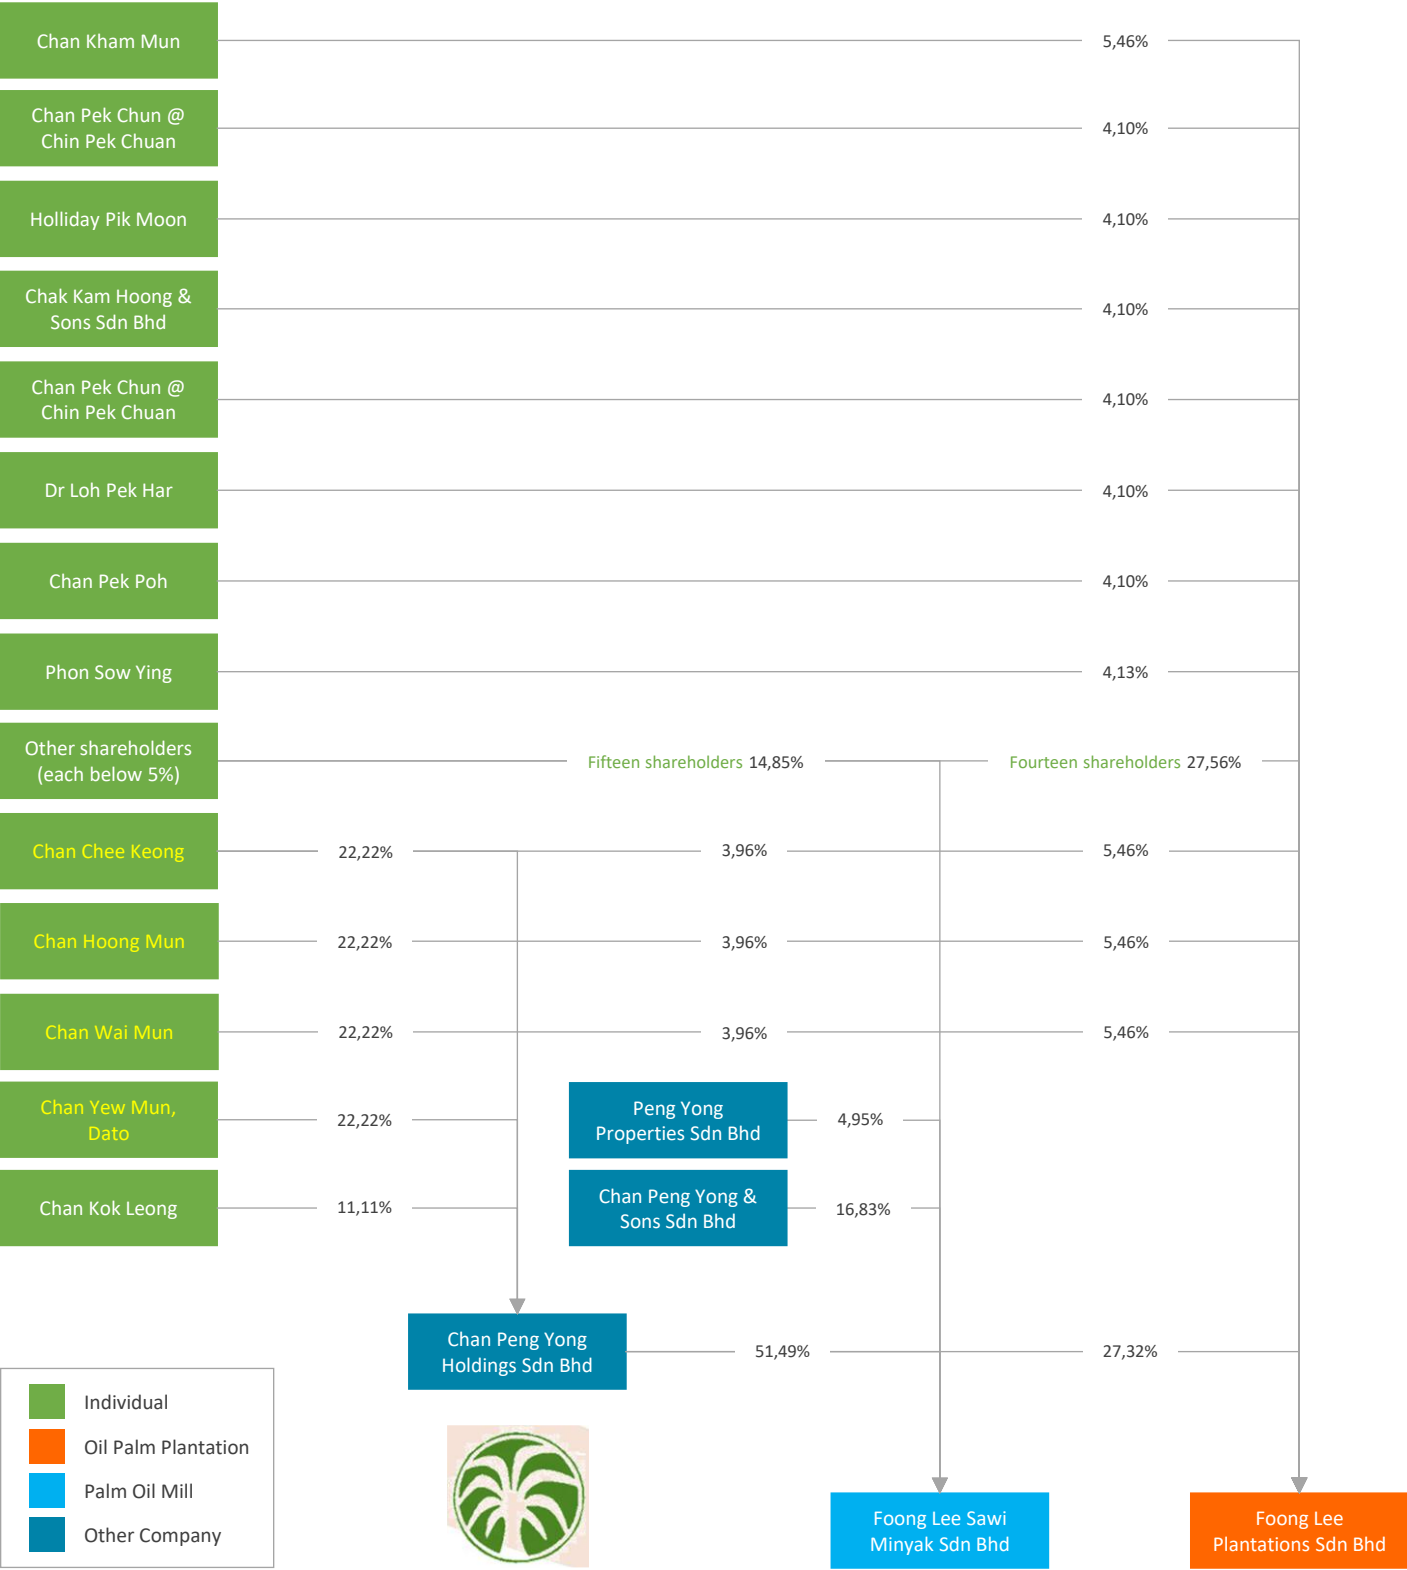 Chan Kham Mun
5,46%
Chan Pek Chun @
Chin Pek Chuan
4,10%
Holliday Pik Moon
4,10%
Chak Kam Hoong &
Sons Sdn Bhd
4,10%
Chan Pek Chun @
Chin Pek Chuan
4,10%
Dr Loh Pek Har
4,10%
Chan Pek Poh
4,10%
Phon Sow Ying
4,13%
Other shareholders
(each below 5%)
Fifteen shareholders 14,85%
Fourteen shareholders 27,56%
Chan Chee Keong
22,22%
3,96%
5,46%
Chan Hoong Mun
22,22%
3,96%
5,46%
Chan Wai Mun
22,22%
3,96%
5,46%
Chan Yew Mun,
Dato
22,22%
Peng Yong
Properties Sdn Bhd
4,95%
Chan Kok Leong
11,11%
Chan Peng Yong &
Sons Sdn Bhd
16,83%
Chan Peng Yong
Holdings Sdn Bhd
51,49%
27,32%
Individual
Oil Palm Plantation
Palm Oil Mill
Other Company
Foong Lee Sawi
Minyak Sdn Bhd
Foong Lee
Plantations Sdn Bhd